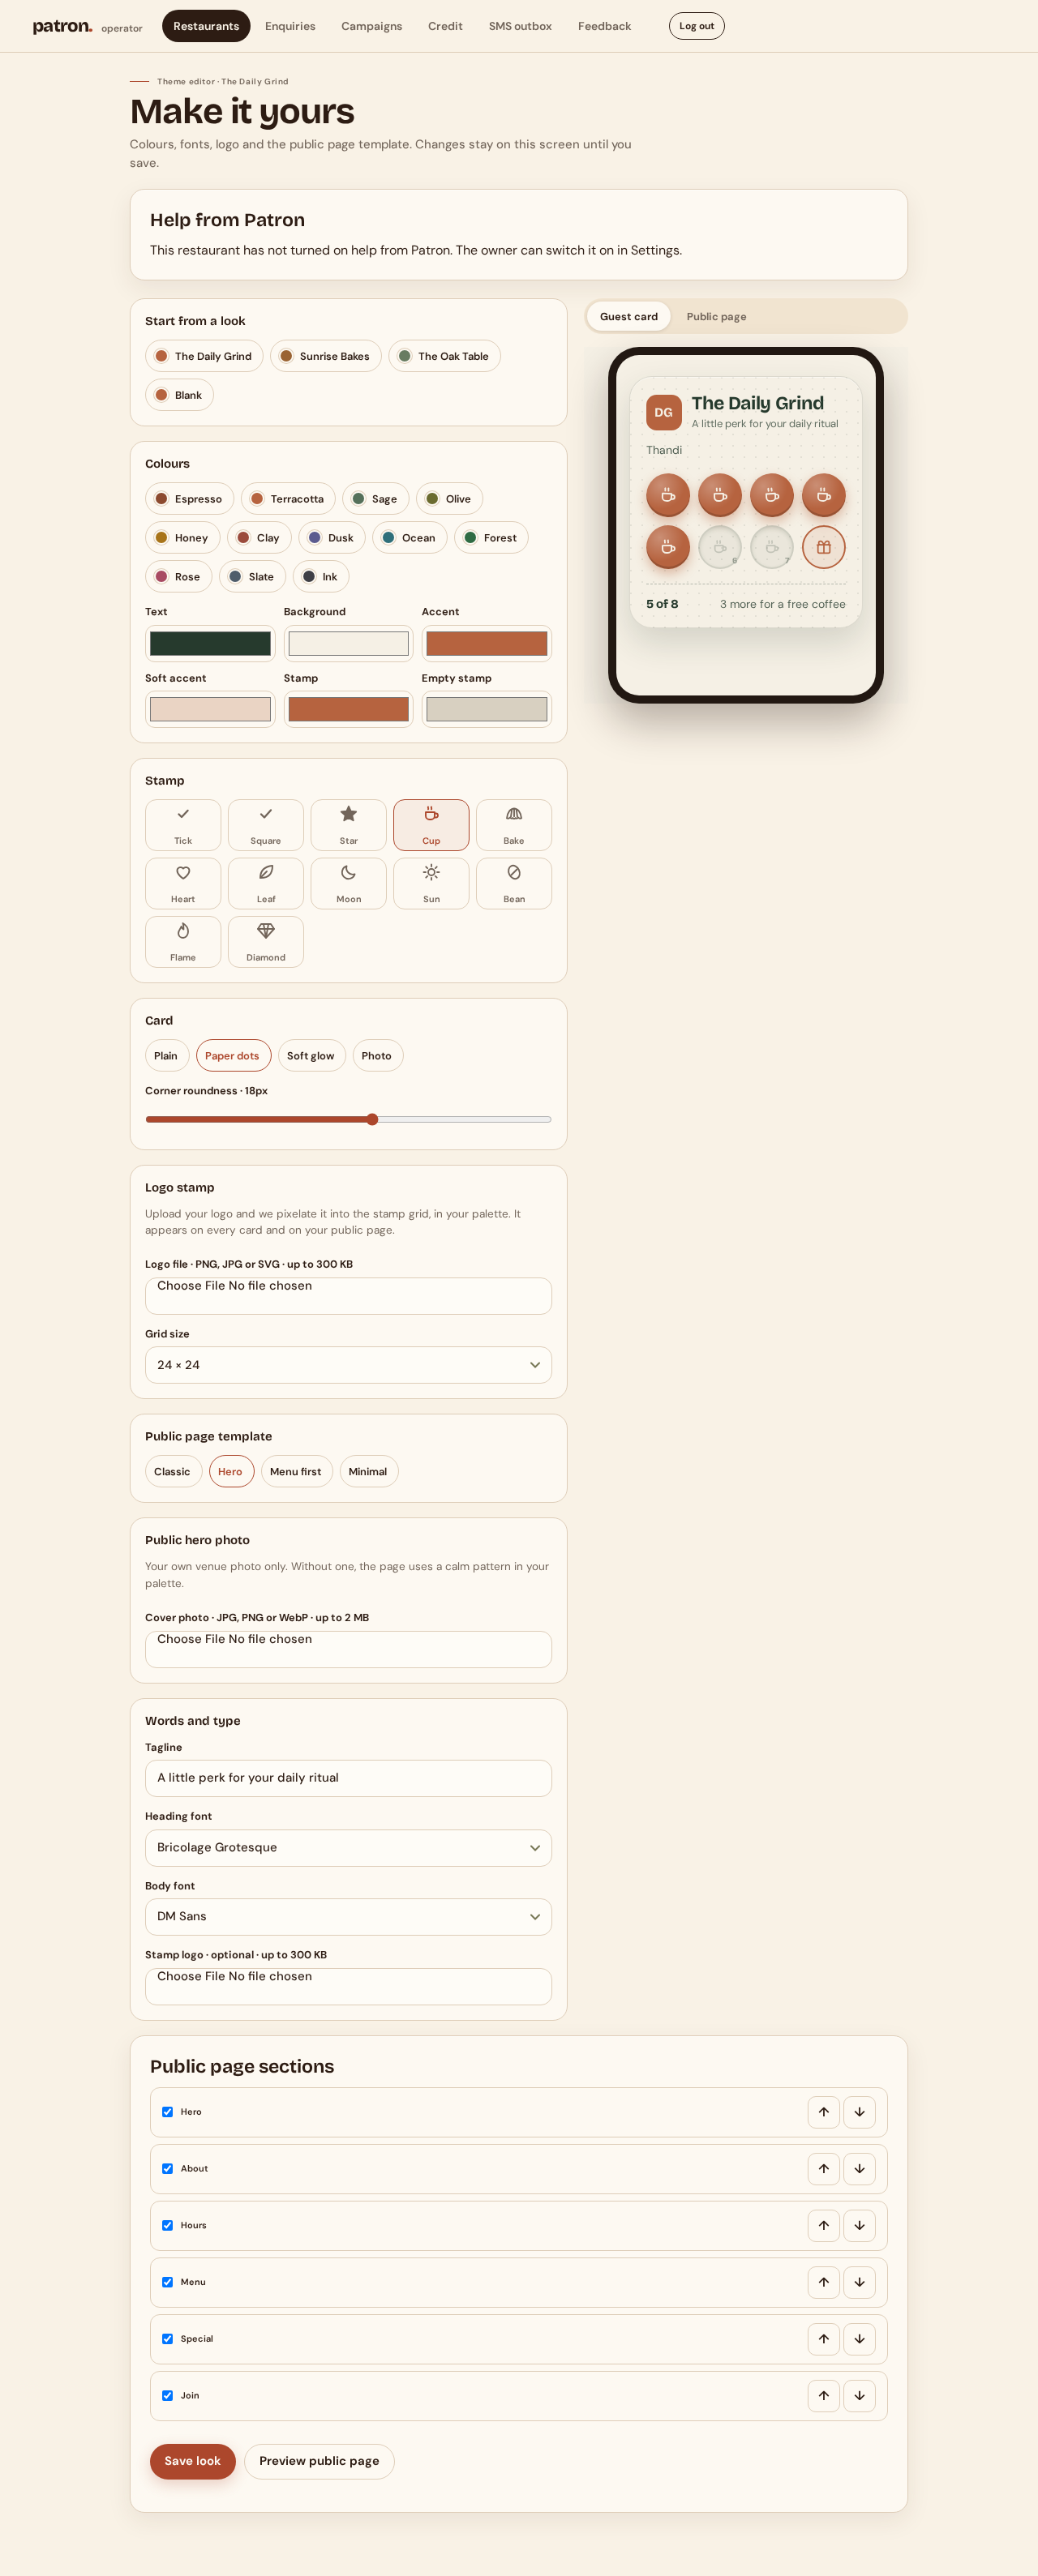 patron. operator Restaurants Enquiries Campaigns Credit SMS outbox Feedback Log out
Theme editor · The Daily Grind
Make it yours
Colours, fonts, logo and the public page template. Changes stay on this screen until you
save.
Help from Patron
This restaurant has not turned on help from Patron. The owner can switch it on in Settings.
Start from a look
The Daily Grind Sunrise Bakes The Oak Table
Blank
Colours
Espresso Terracotta Sage Olive
Honey Clay Dusk Ocean Forest
Rose Slate Ink
Text Background Accent
Soft accent Stamp Empty stamp
Stamp
Tick Square Star Cup Bake
Heart Leaf Moon Sun Bean
Flame Diamond
Card
Plain Paper dots Soft glow Photo
Corner roundness · 18px
Logo stamp
Upload your logo and we pixelate it into the stamp grid, in your palette. It
appears on every card and on your public page.
Logo file · PNG, JPG or SVG · up to 300 KB
Choose File No file chosen
Grid size
24 × 24
Public page template
Classic Hero Menu first Minimal
Public hero photo
Your own venue photo only. Without one, the page uses a calm pattern in your
palette.
Cover photo · JPG, PNG or WebP · up to 2 MB
Choose File No file chosen
Words and type
Tagline
A little perk for your daily ritual
Heading font
Bricolage Grotesque
Body font
DM Sans
Stamp logo · optional · up to 300 KB
Choose File No file chosen
Guest card Public page
DG The Daily Grind
A little perk for your daily ritual
Thandi
6 7
5 of 8 3 more for a free coffee
Public page sections
Hero
About
Hours
Menu
Special
Join
Save look Preview public page